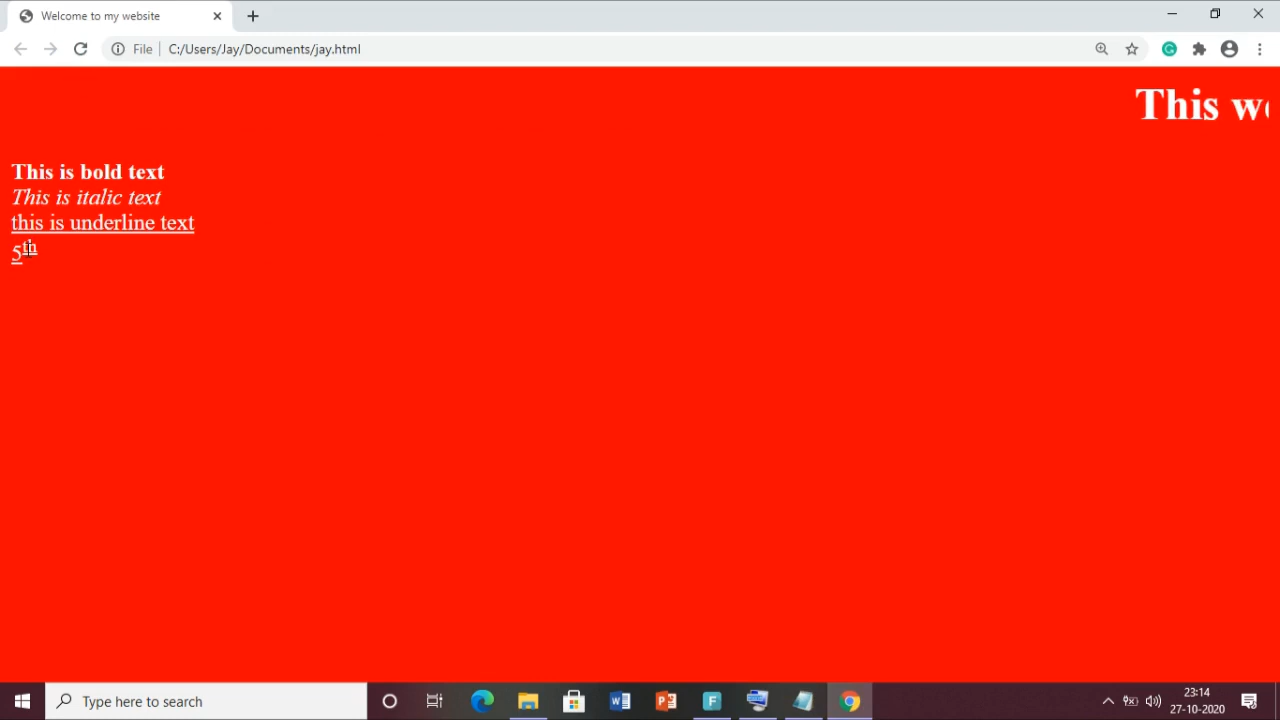 Welcome to my website
File C:/Users/Jay/Documents/jay.html
This w
This is bold text
This is italic text
this is underline text
5th
Type here to search
23:14
27-10-2020